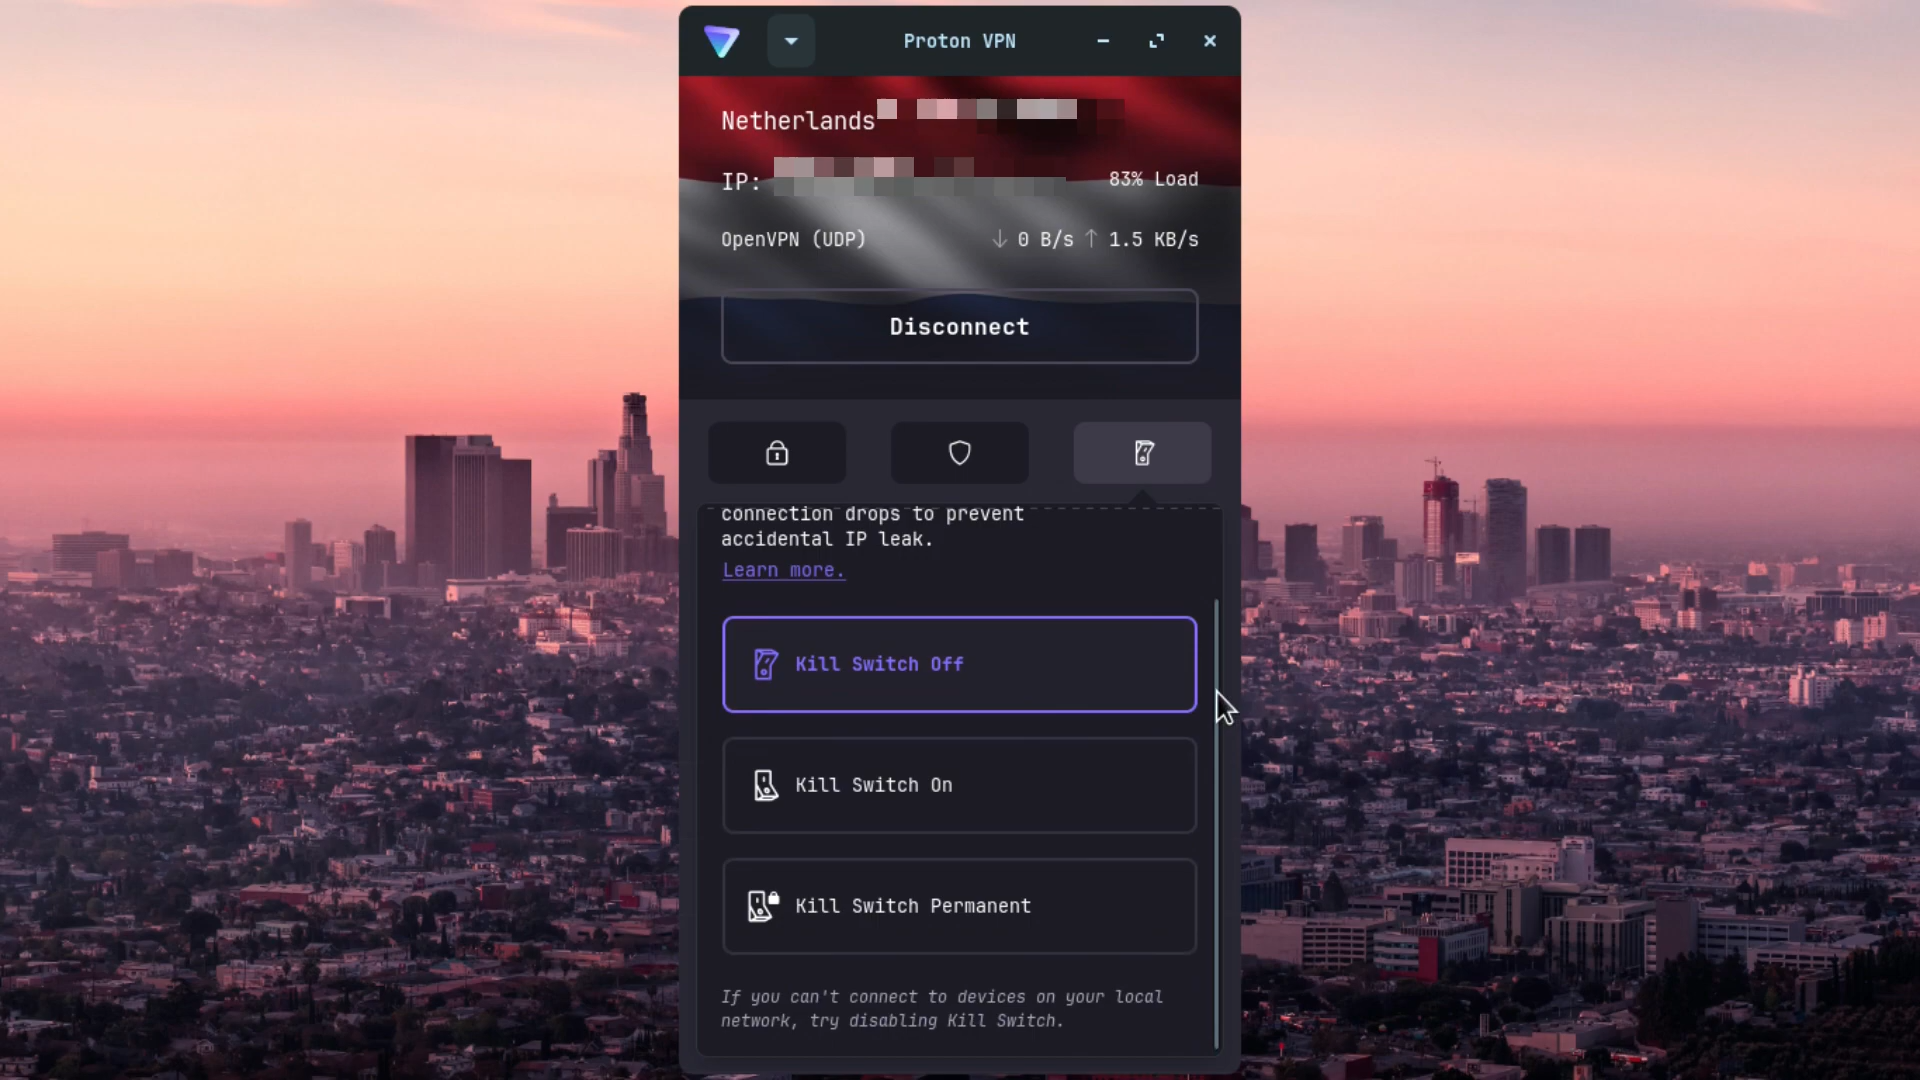 Proton VPN
Netherlands
IP:
83% Load
OpenVPN (UDP)
↓ 0 B/s ↑ 1.5 KB/s
Disconnect
connection drops to prevent
accidental IP leak.
Learn more.
Kill Switch Off
Kill Switch On
Kill Switch Permanent
If you can't connect to devices on your local
network, try disabling Kill Switch.